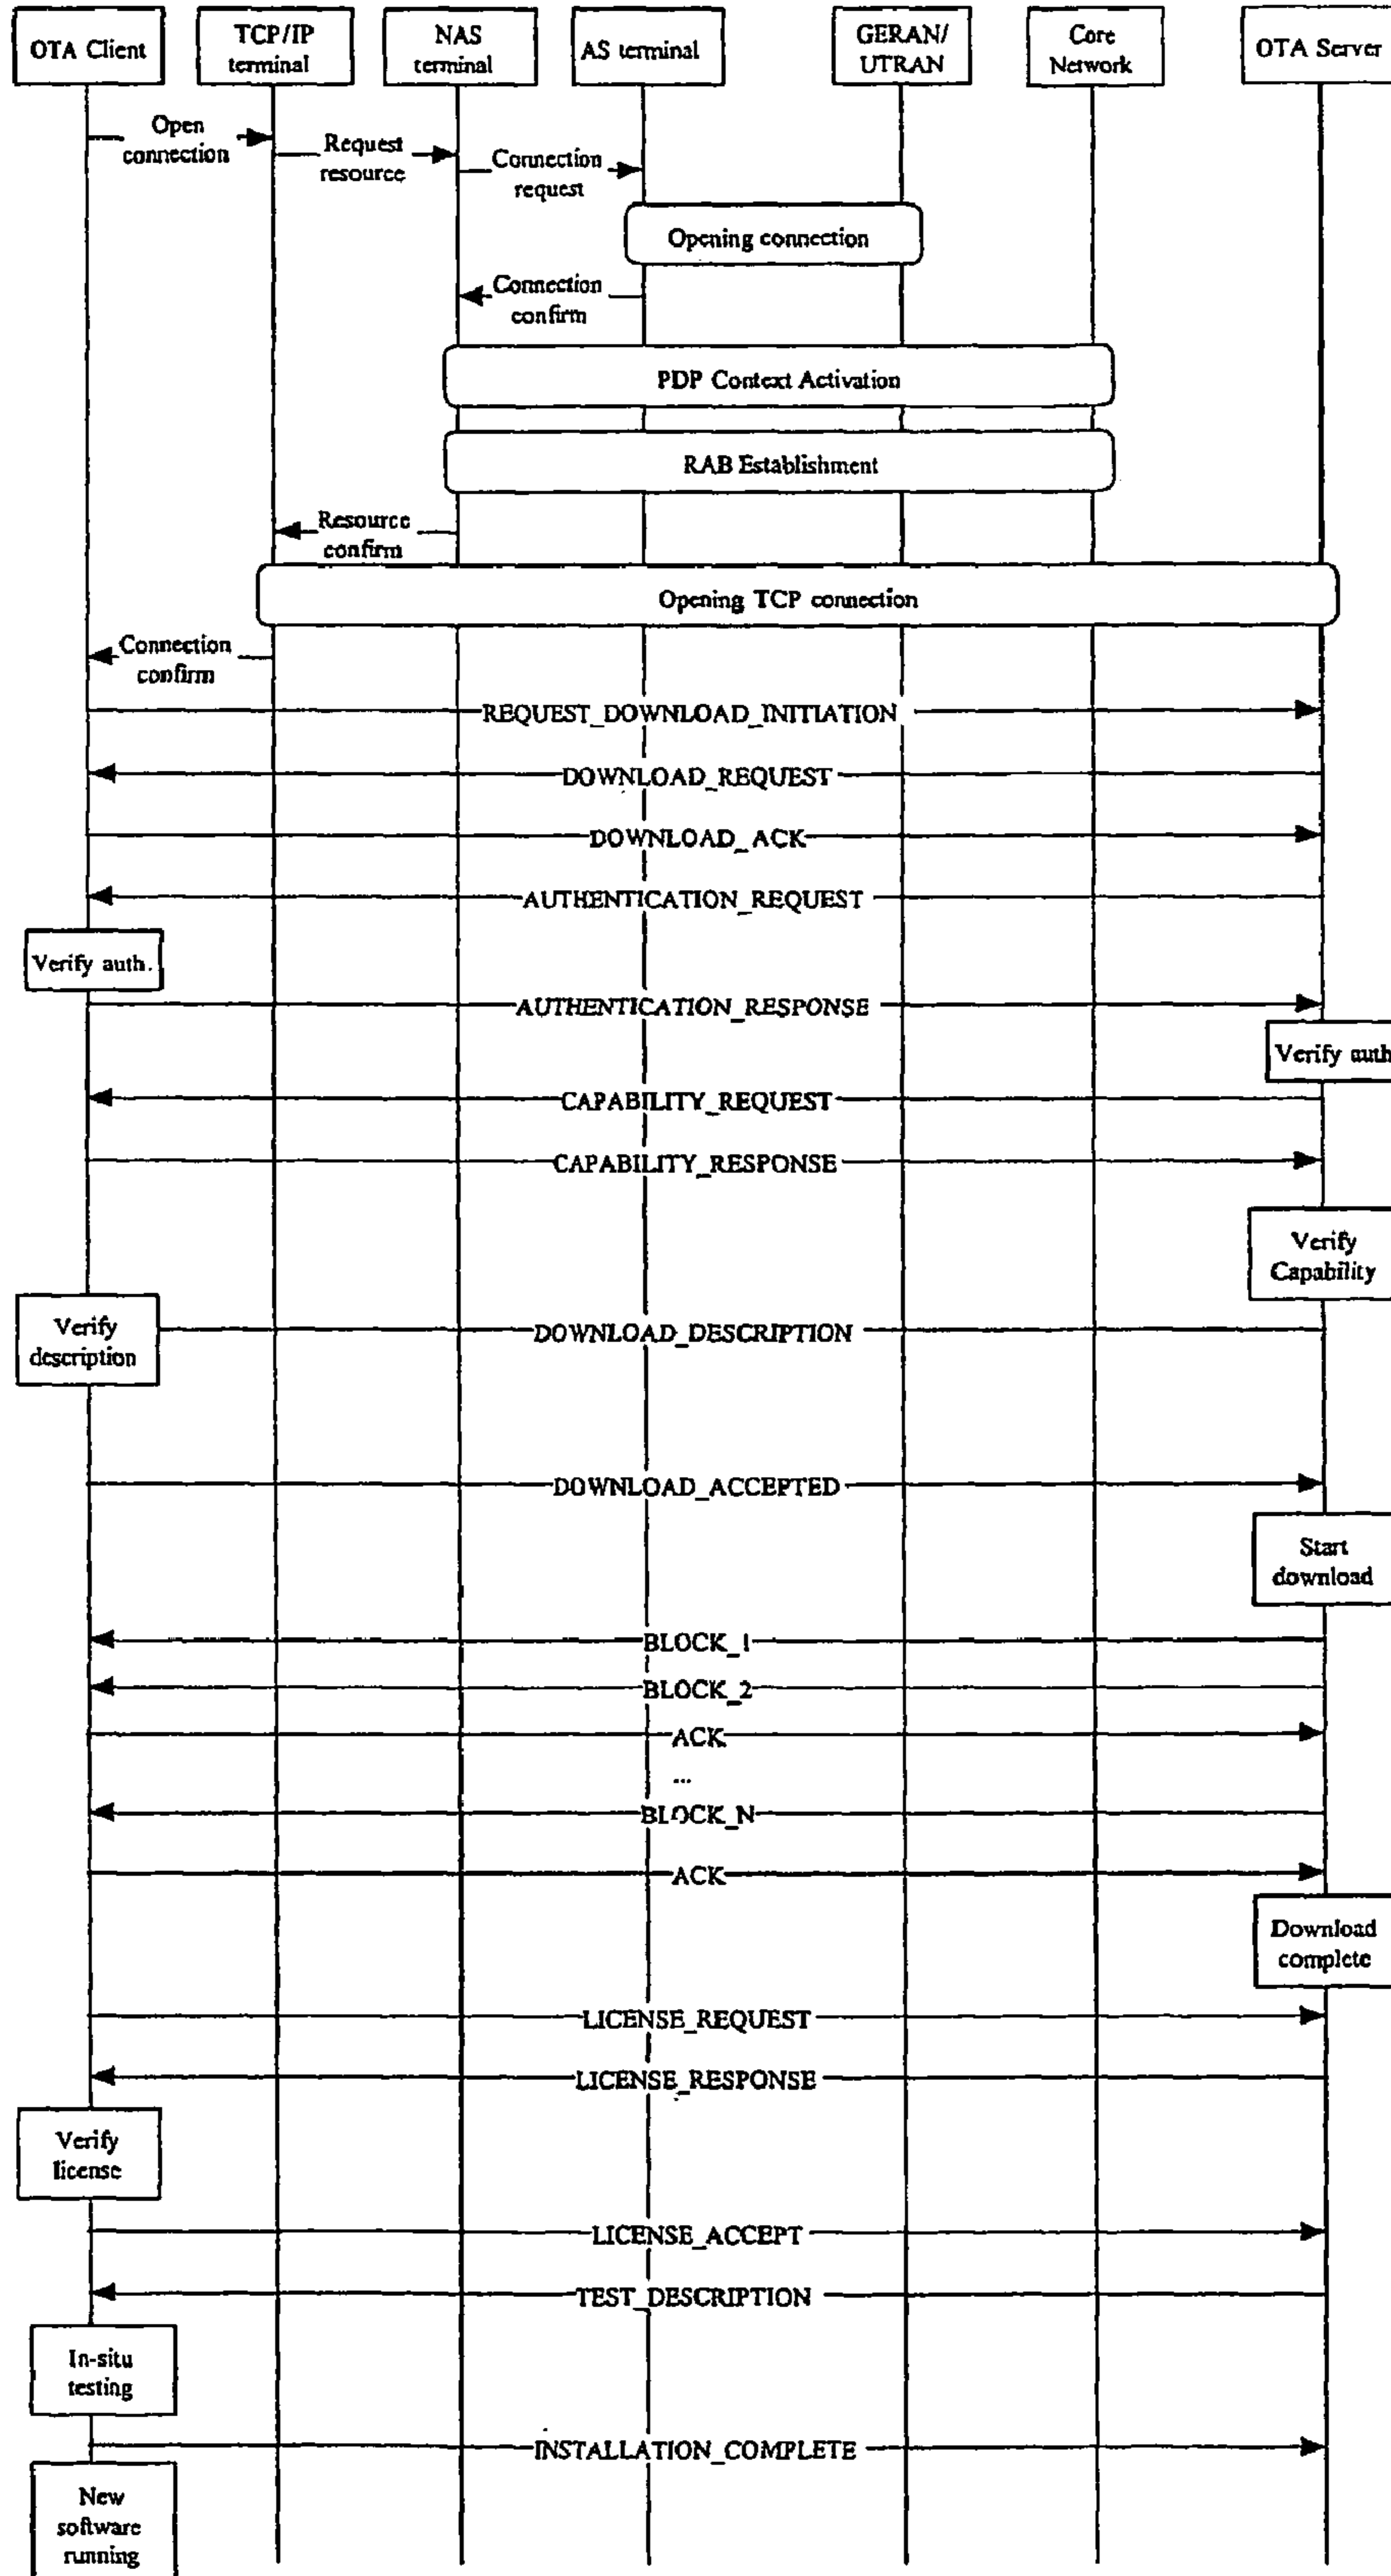 OTA Client
TCP/IP
terminal
NAS
terminal
AS terminal
GERAN/
UTRAN
Core
Network
OTA Server
Open
connection
Request
resource
Connection
request
Opening connection
Connection
confirm
PDP Context Activation
RAB Establishment
Resource
confirm
Opening TCP connection
Connection
confirm
REQUEST_DOWNLOAD_INITIATION
DOWNLOAD_REQUEST
DOWNLOAD_ACK
AUTHENTICATION_REQUEST
Verify auth.
AUTHENTICATION_RESPONSE
Verify auth
CAPABILITY_REQUEST
CAPABILITY_RESPONSE
Verify
Capability
Verify
description
DOWNLOAD_DESCRIPTION
DOWNLOAD_ACCEPTED
Start
download
BLOCK_1
BLOCK_2
ACK
...
BLOCK_N
ACK
Download
complete
LICENSE_REQUEST
LICENSE_RESPONSE
Verify
license
LICENSE_ACCEPT
TEST_DESCRIPTION
In-situ
testing
INSTALLATION_COMPLETE
New
software
running